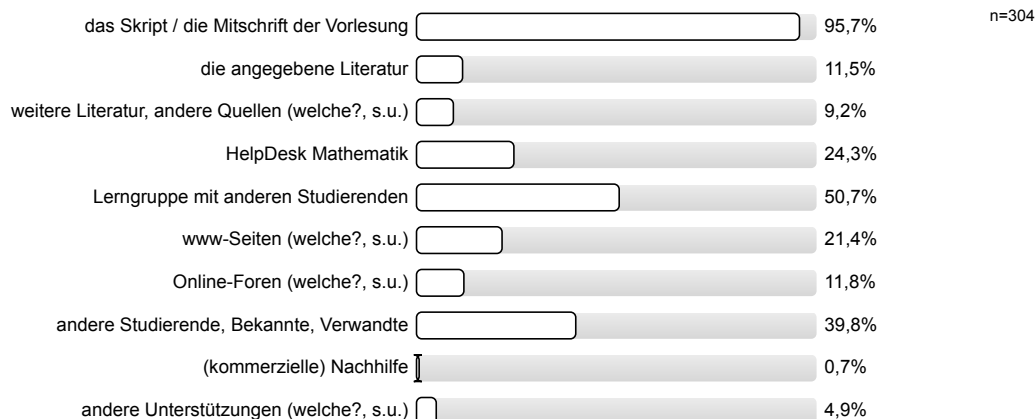 das Skript / die Mitschrift der Vorlesung 95,7% n=304
die angegebene Literatur 11,5%
weitere Literatur, andere Quellen (welche?, s.u.) 9,2%
HelpDesk Mathematik 24,3%
Lerngruppe mit anderen Studierenden 50,7%
www-Seiten (welche?, s.u.) 21,4%
Online-Foren (welche?, s.u.) 11,8%
andere Studierende, Bekannte, Verwandte 39,8%
(kommerzielle) Nachhilfe 0,7%
andere Unterstützungen (welche?, s.u.) 4,9%